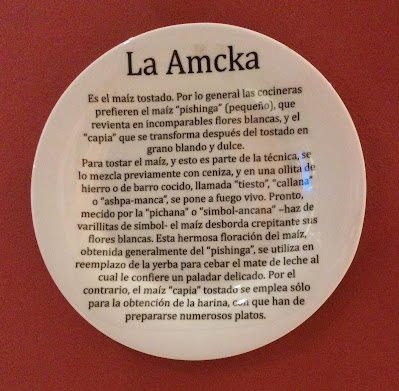 La Amcka
Es el maíz tostado. Por lo general las cocineras
prefieren el maíz "pishinga" (pequeño), que
revienta en incomparables flores blancas, y el
"capia" que se transforma después del tostado en
grano blando y dulce.
Para tostar el maíz, y esto es parte de la técnica, se
lo mezcla previamente con ceniza, y en una ollita de
hierro o de barro cocido, llamada "tiesto", "callana"
o "ashpa-manca", se pone a fuego vivo. Pronto,
mecido por la "pichana" o "simbol-ancana" –haz de
varillitas de simbol- el maíz desborda crepitante sus
flores blancas. Esta hermosa floración del maíz,
obtenida generalmente del "pishinga", se utiliza en
reemplazo de la yerba para cebar el mate de leche al
cual le confiere un paladar delicado. Por el
contrario, el maíz "capia" tostado se emplea sólo
para la obtención de la harina, con que han de
prepararse numerosos platos.